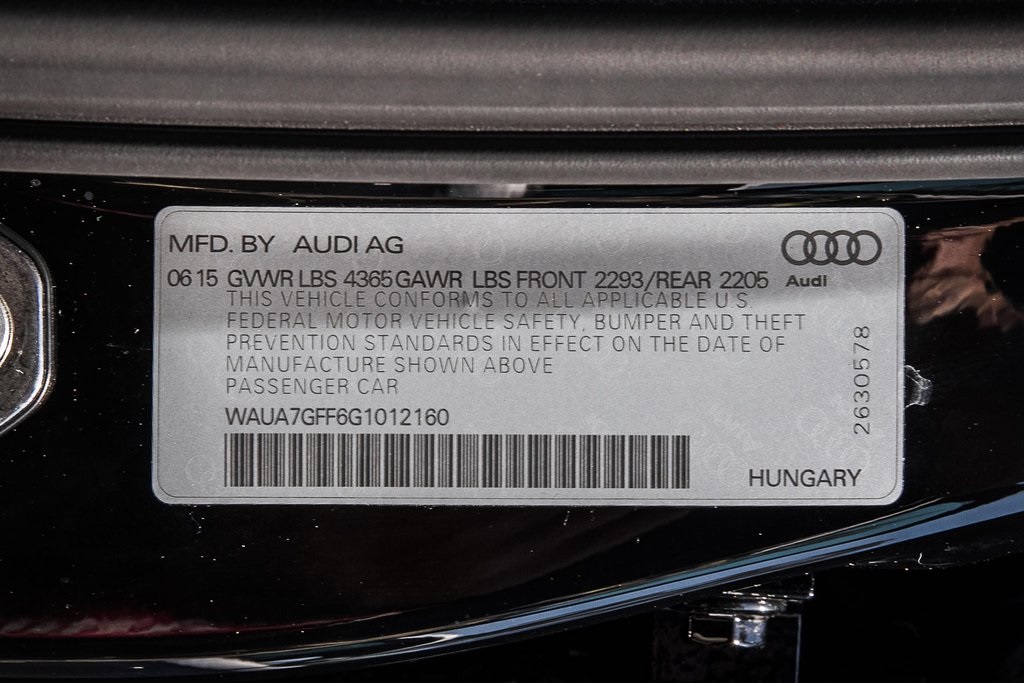 MFD. BY AUDI AG
06 15 GVWR LBS 4365 GAWR LBS FRONT 2293/REAR 2205
Audi
THIS VEHICLE CONFORMS TO ALL APPLICABLE U.S.
FEDERAL MOTOR VEHICLE SAFETY, BUMPER AND THEFT
PREVENTION STANDARDS IN EFFECT ON THE DATE OF
MANUFACTURE SHOWN ABOVE
PASSENGER CAR
WAUA7GFF6G1012160
2630578
HUNGARY